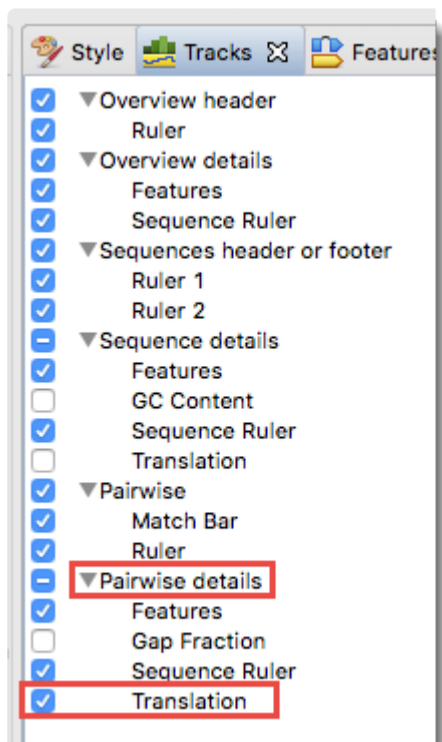 Style Tracks Features
Overview header
Ruler
Overview details
Features
Sequence Ruler
Sequences header or footer
Ruler 1
Ruler 2
Sequence details
Features
GC Content
Sequence Ruler
Translation
Pairwise
Match Bar
Ruler
Pairwise details
Features
Gap Fraction
Sequence Ruler
Translation